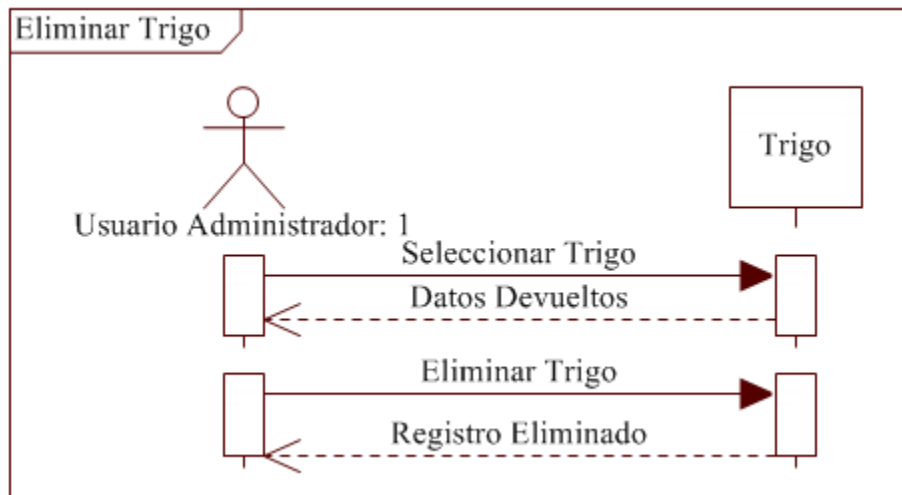 Eliminar Trigo
Trigo
Usuario Administrador: 1
Seleccionar Trigo
Datos Devueltos
Eliminar Trigo
Registro Eliminado